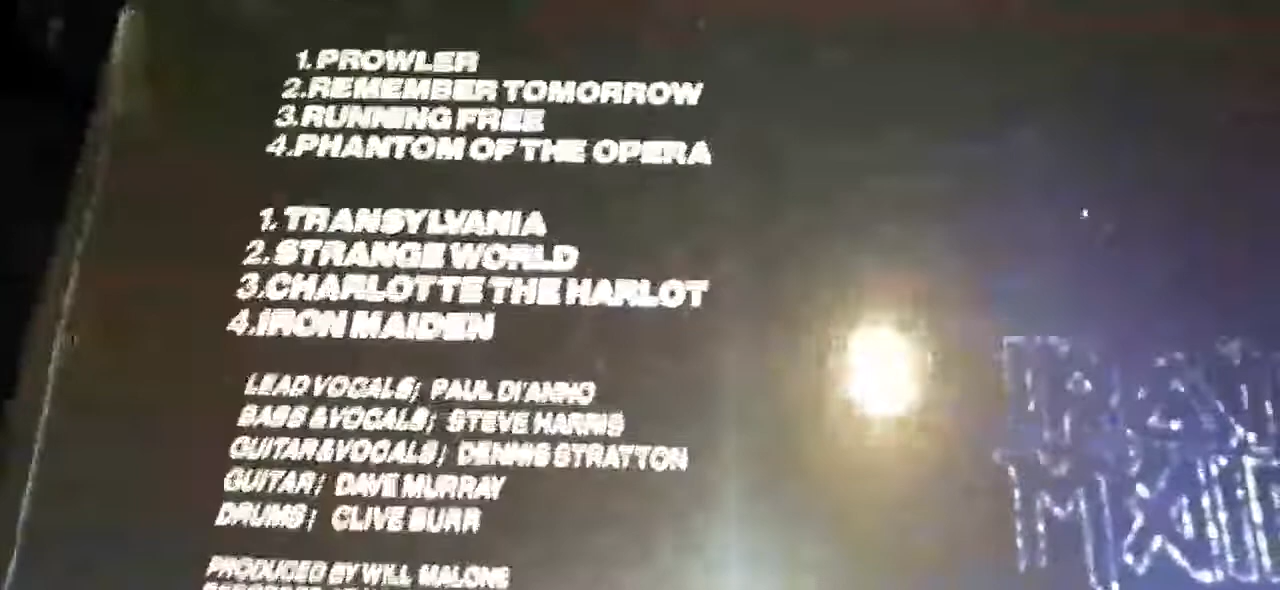 1. PROWLER
2. REMEMBER TOMORROW
3. RUNNING FREE
4. PHANTOM OF THE OPERA
1. TRANSYLVANIA
2. STRANGE WORLD
3. CHARLOTTE THE HARLOT
4. IRON MAIDEN
LEAD VOCALS; PAUL DI'ANNO
BASS & VOCALS; STEVE HARRIS
GUITAR & VOCALS; DENNIS STRATTON
GUITAR; DAVE MURRAY
DRUMS; CLIVE BURR
PRODUCED BY WILL MALONE